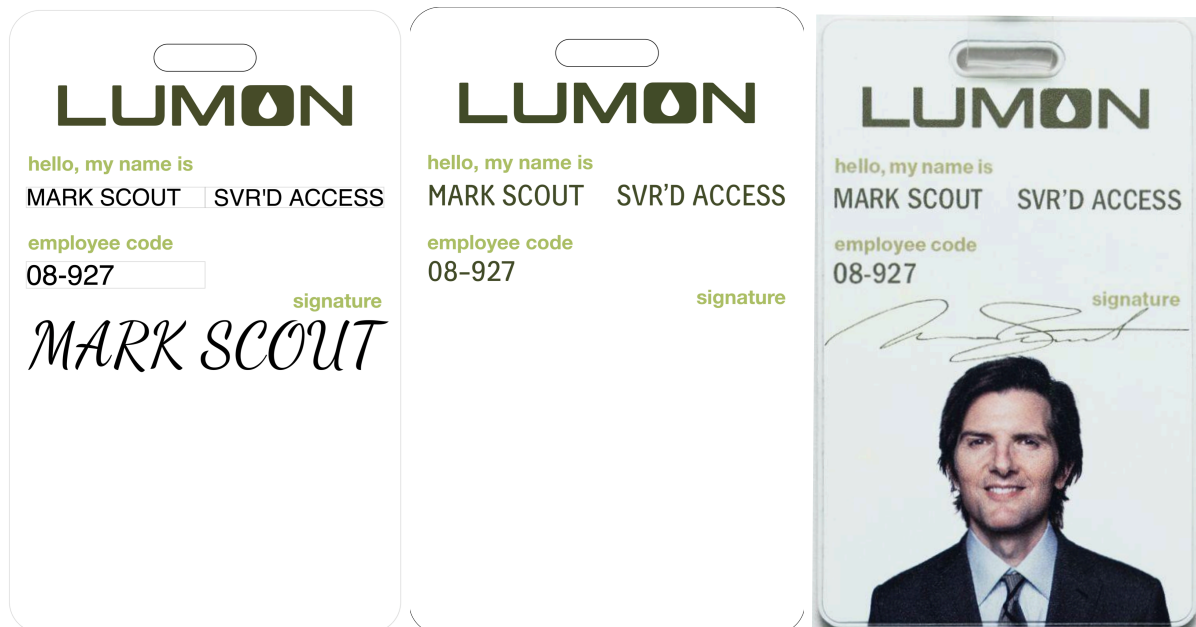 LUMON
hello, my name is
MARK SCOUT SVR'D ACCESS
employee code
08-927
signature
MARK SCOUT
LUMON
hello, my name is
MARK SCOUT SVR’D ACCESS
employee code
08-927
signature
LUMON
hello, my name is
MARK SCOUT SVR’D ACCESS
employee code
08-927
signature